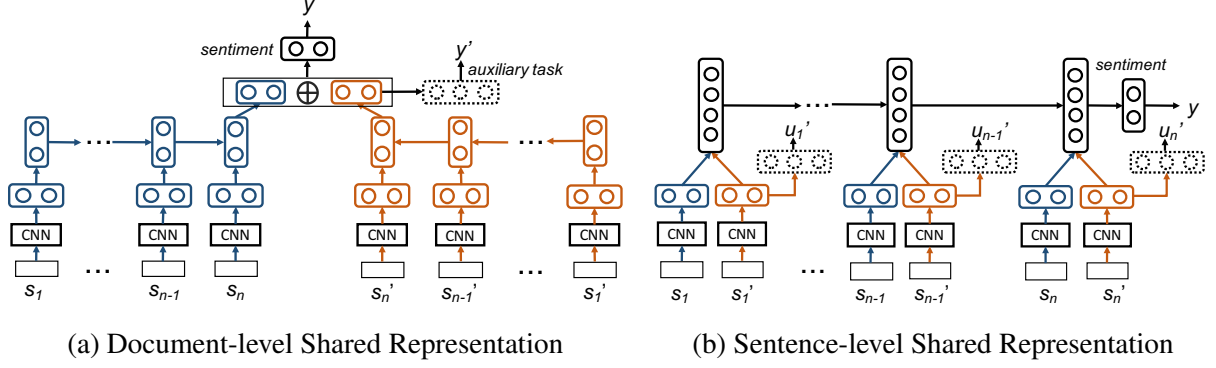 y
sentiment
y'
auxiliary task
...
...
CNN
CNN
CNN
CNN
CNN
CNN
...
...
s1
sn-1
sn
sn'
sn-1'
s1'
(a) Document-level Shared Representation
...
sentiment
y
u1'
un-1'
un'
CNN
CNN
CNN
CNN
CNN
CNN
...
s1
s1'
sn-1
sn-1'
sn
sn'
(b) Sentence-level Shared Representation